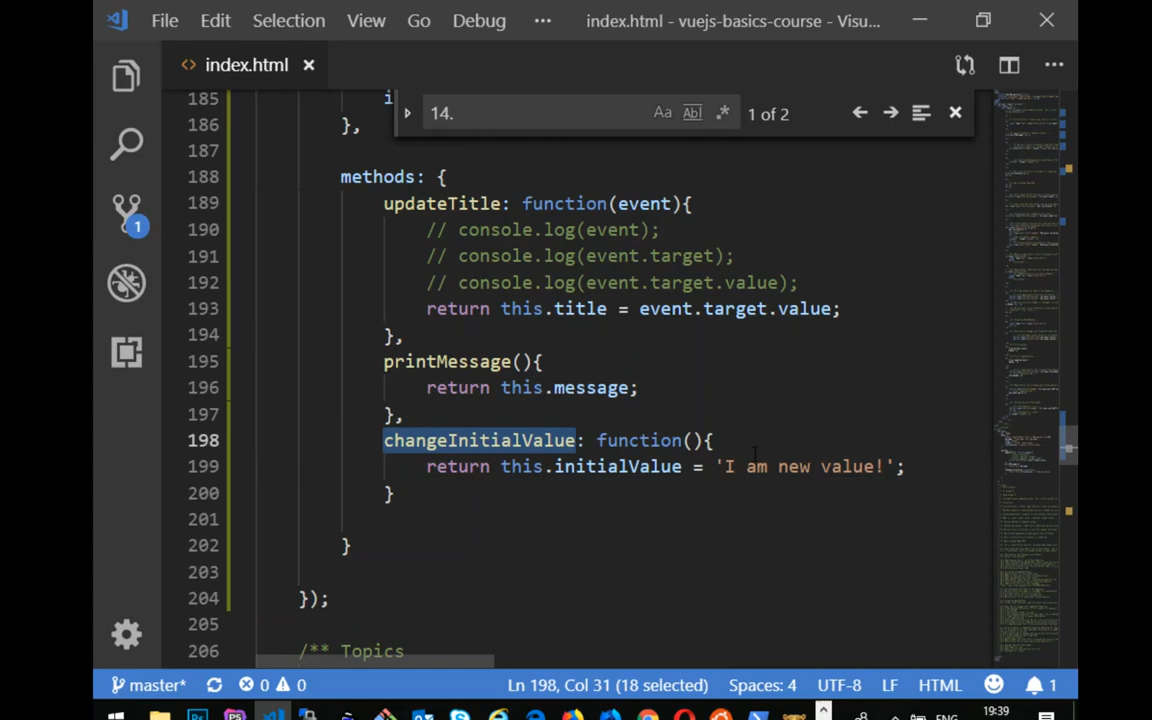 File Edit Selection View Go Debug ··· index.html - vuejs-basics-course - Visu...
<> index.html ×
14. Aa Abl .* 1 of 2
185 i
186 },
187
188 methods: {
189 updateTitle: function(event){
190 // console.log(event);
191 // console.log(event.target);
192 // console.log(event.target.value);
193 return this.title = event.target.value;
194 },
195 printMessage(){
196 return this.message;
197 },
198 changeInitialValue: function(){
199 return this.initialValue = 'I am new value!';
200 }
201
202 }
203
204 });
205
206 /** Topics
1
master* 0 0 Ln 198, Col 31 (18 selected) Spaces: 4 UTF-8 LF HTML 1
ENG 19:39